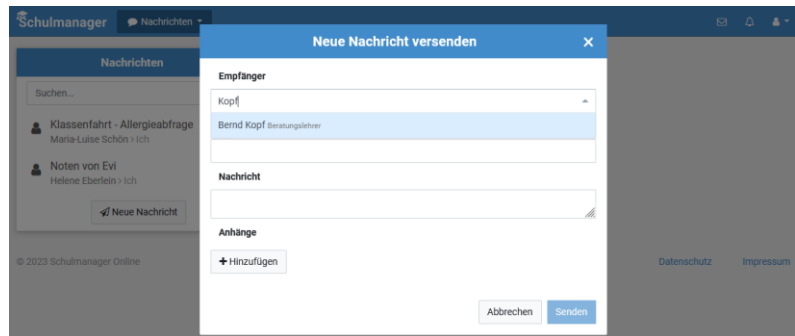 Schulmanager
Nachrichten
Neue Nachricht versenden
Nachrichten
Suchen...
Klassenfahrt - Allergieabfrage
Maria-Luise Schön › Ich
Noten von Evi
Helene Eberlein › Ich
Neue Nachricht
Empfänger
Kopf
Bernd Kopf Beratungslehrer
Nachricht
Anhänge
+ Hinzufügen
Abbrechen Senden
© 2023 Schulmanager Online
Datenschutz Impressum